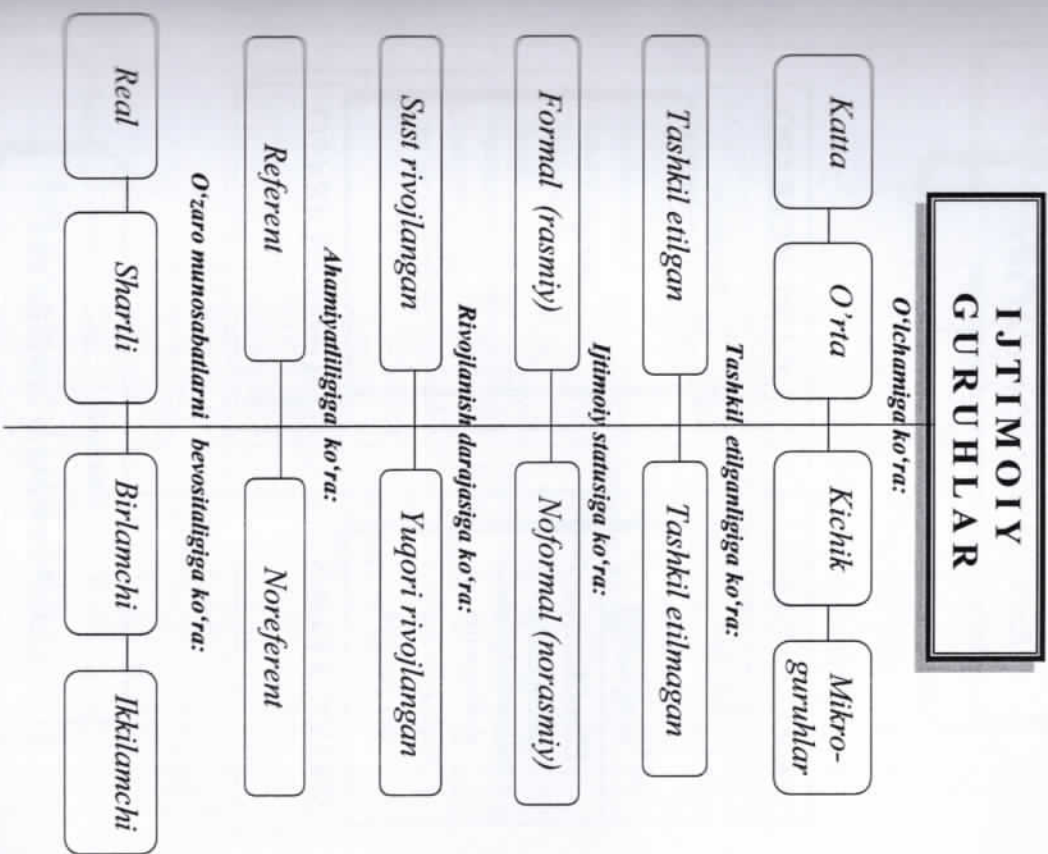 IJTIMOIY
GURUHLAR
O‘lchamiga ko‘ra:
Katta
O’rta
Kichik
Mikro-
guruhlar
Tashkil etilganligiga ko‘ra:
Tashkil etilgan
Tashkil etilmagan
Ijtimoiy statusiga ko‘ra:
Formal (rasmiy)
Noformal (norasmiy)
Rivojlanish darajasiga ko‘ra:
Sust rivojlangan
Yuqori rivojlangan
Ahamiyatliligiga ko‘ra:
Referent
Noreferent
O‘zaro munosabatlarni bevositaligiga ko‘ra:
Real
Shartli
Birlamchi
Ikkilamchi